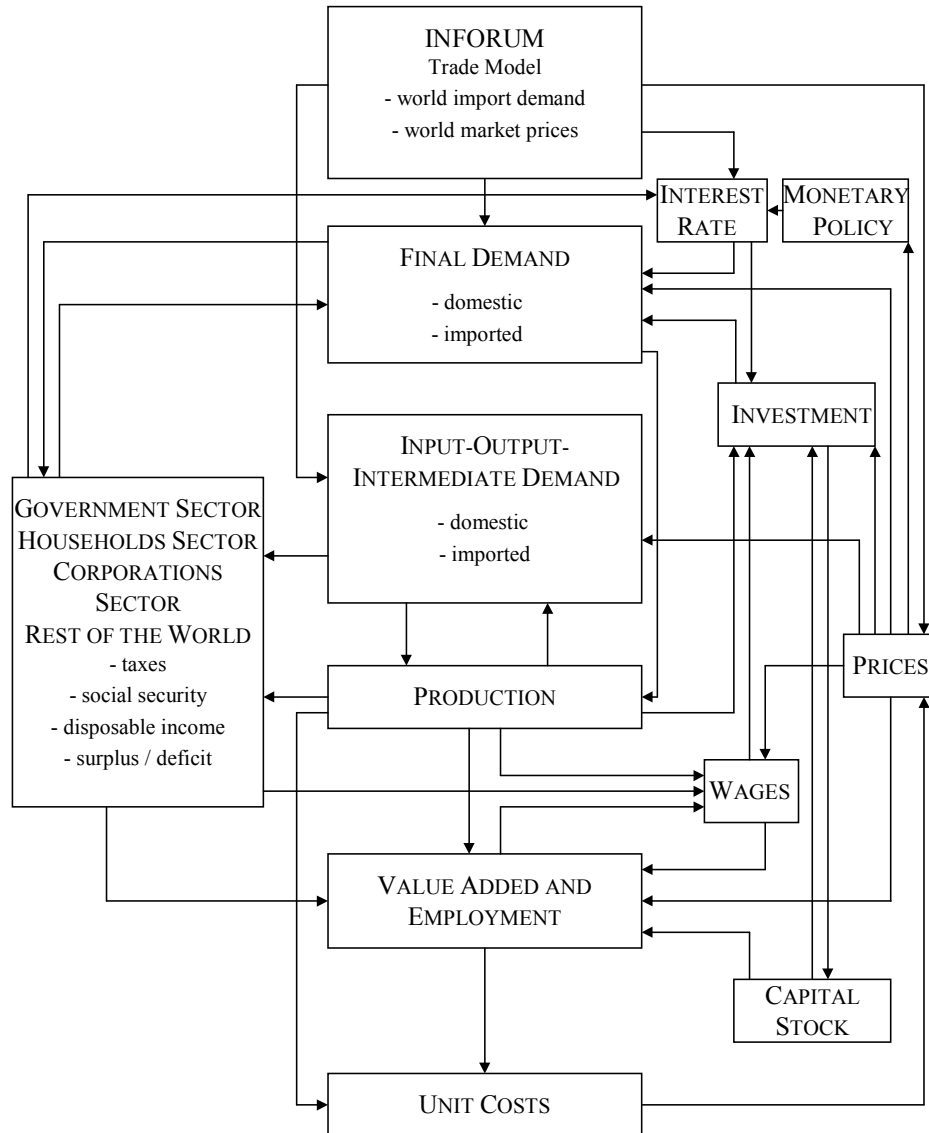 INFORUM
Trade Model
- world import demand
- world market prices
INTEREST
RATE
MONETARY
POLICY
FINAL DEMAND
- domestic
- imported
INVESTMENT
INPUT-OUTPUT-
INTERMEDIATE DEMAND
- domestic
- imported
GOVERNMENT SECTOR
HOUSEHOLDS SECTOR
CORPORATIONS
SECTOR
REST OF THE WORLD
- taxes
- social security
- disposable income
- surplus / deficit
PRICES
PRODUCTION
WAGES
VALUE ADDED AND
EMPLOYMENT
CAPITAL
STOCK
UNIT COSTS